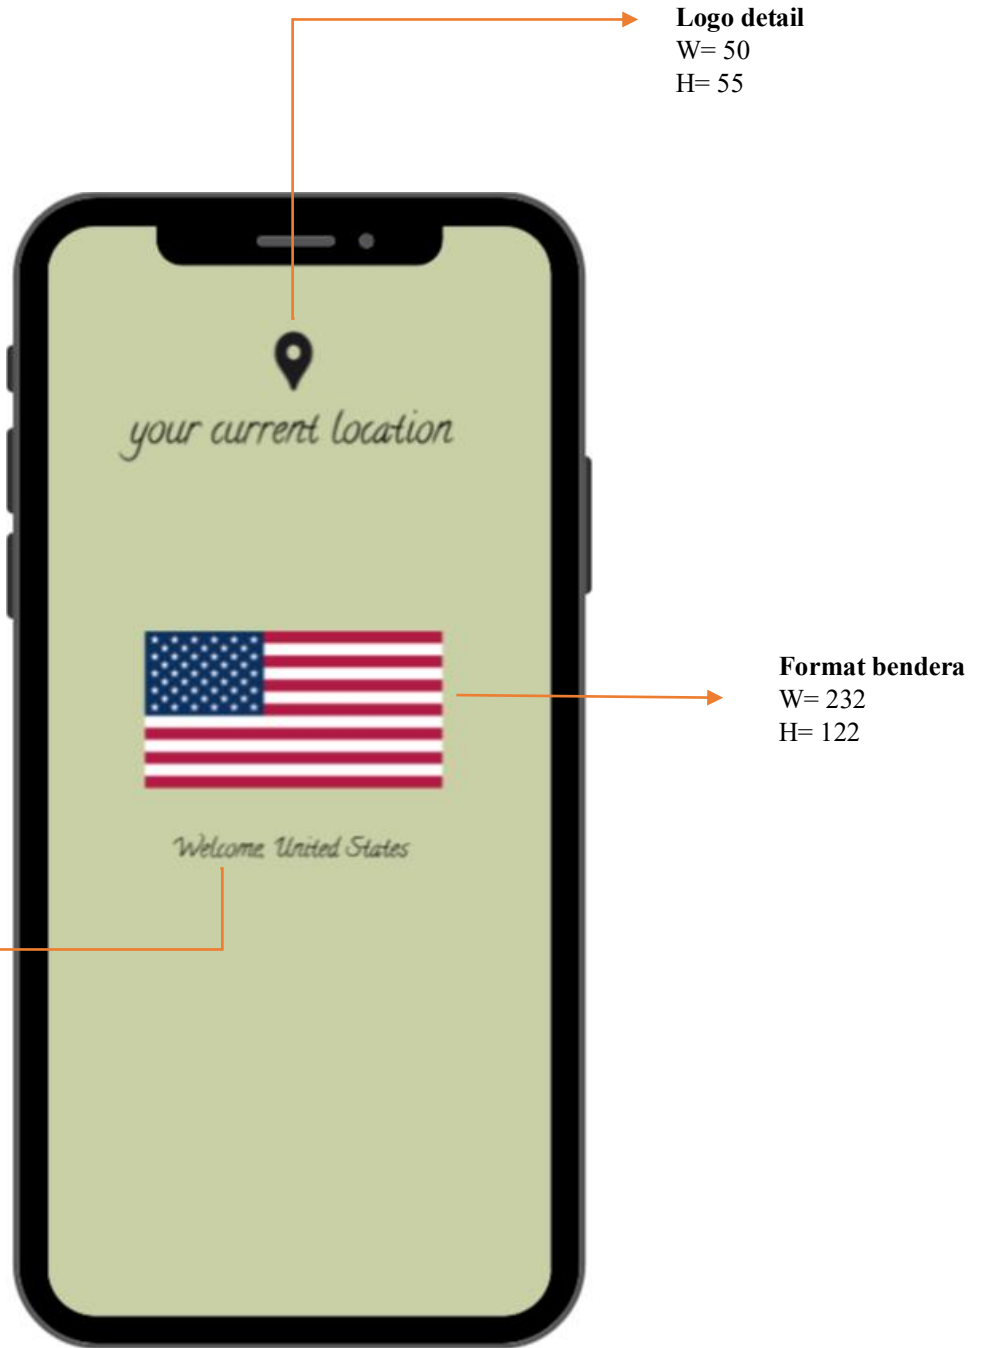 Logo detail
W= 50
H= 55
your current location
Format bendera
W= 232
H= 122
Welcome, United States